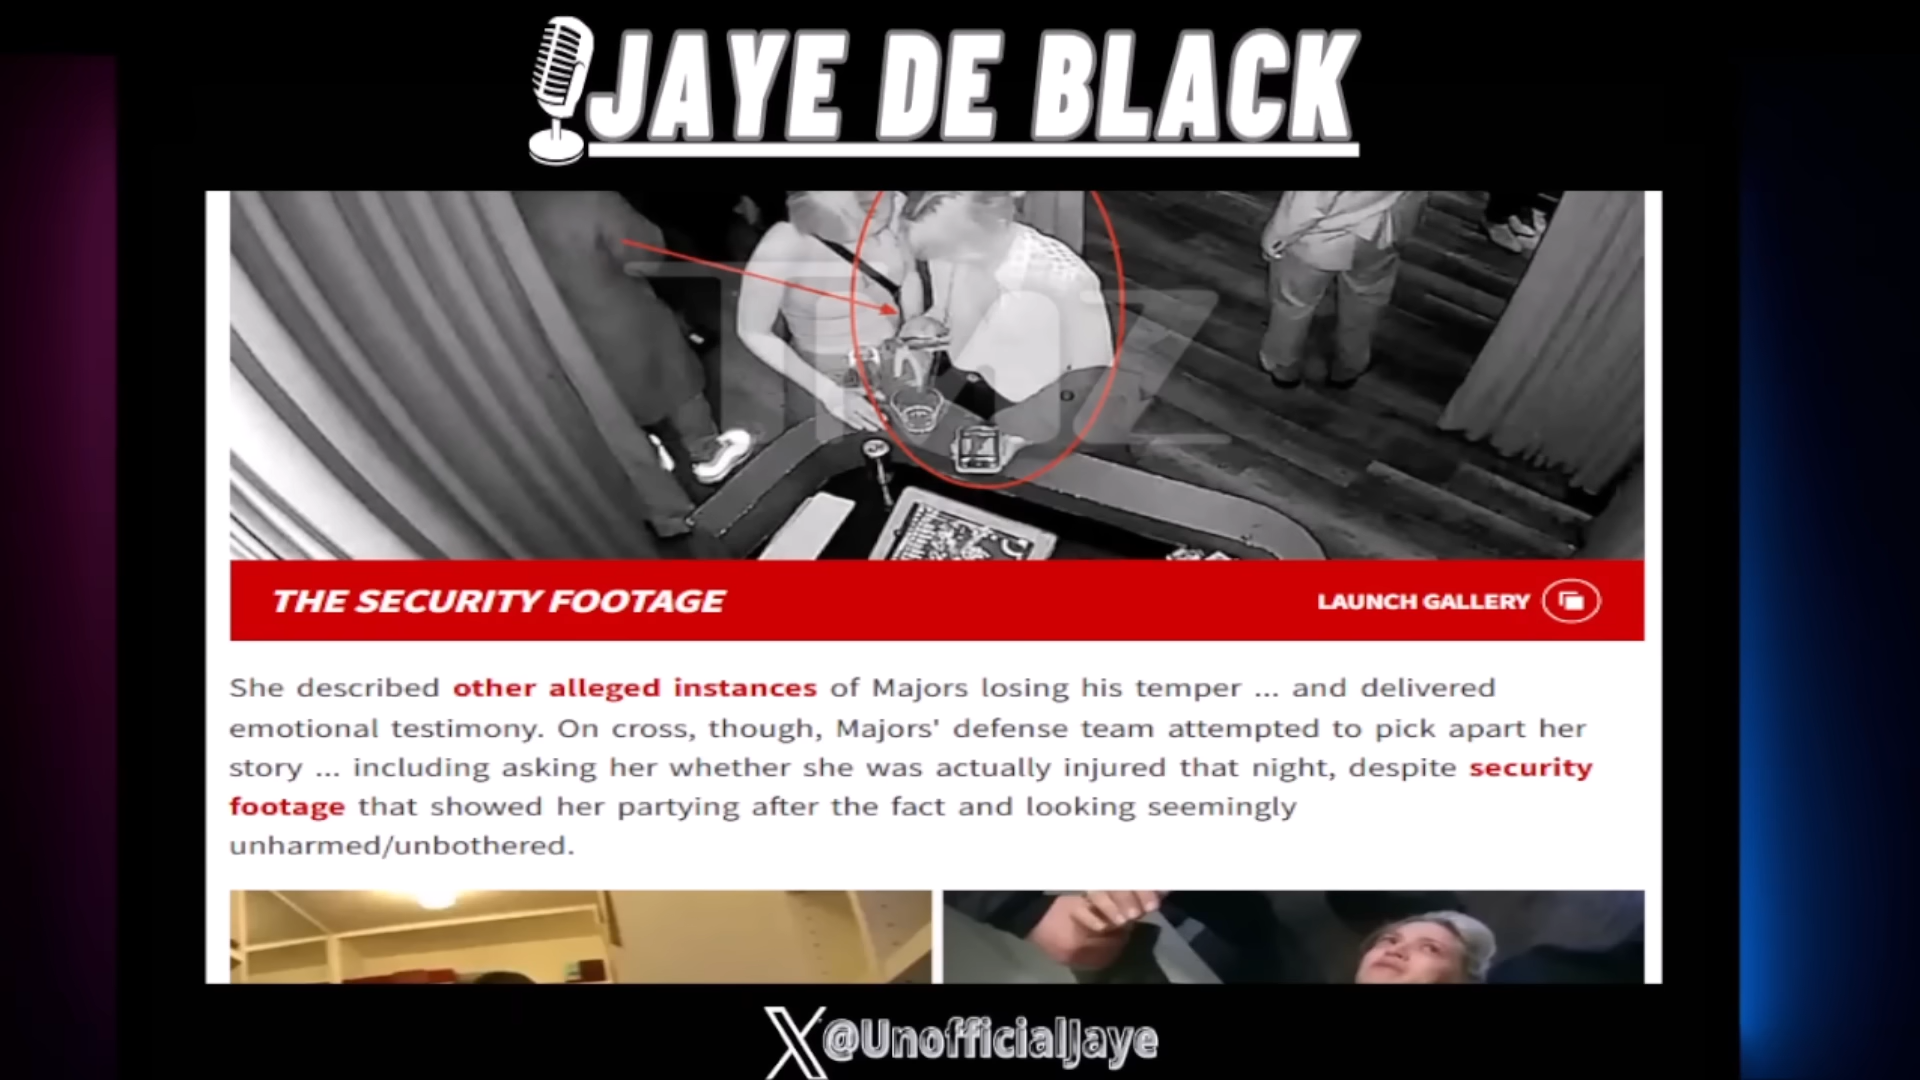 JAYE DE BLACK
TMZ
THE SECURITY FOOTAGE
LAUNCH GALLERY
She described other alleged instances of Majors losing his temper ... and delivered
emotional testimony. On cross, though, Majors' defense team attempted to pick apart her
story ... including asking her whether she was actually injured that night, despite security
footage that showed her partying after the fact and looking seemingly
unharmed/unbothered.
X @UnofficialJaye